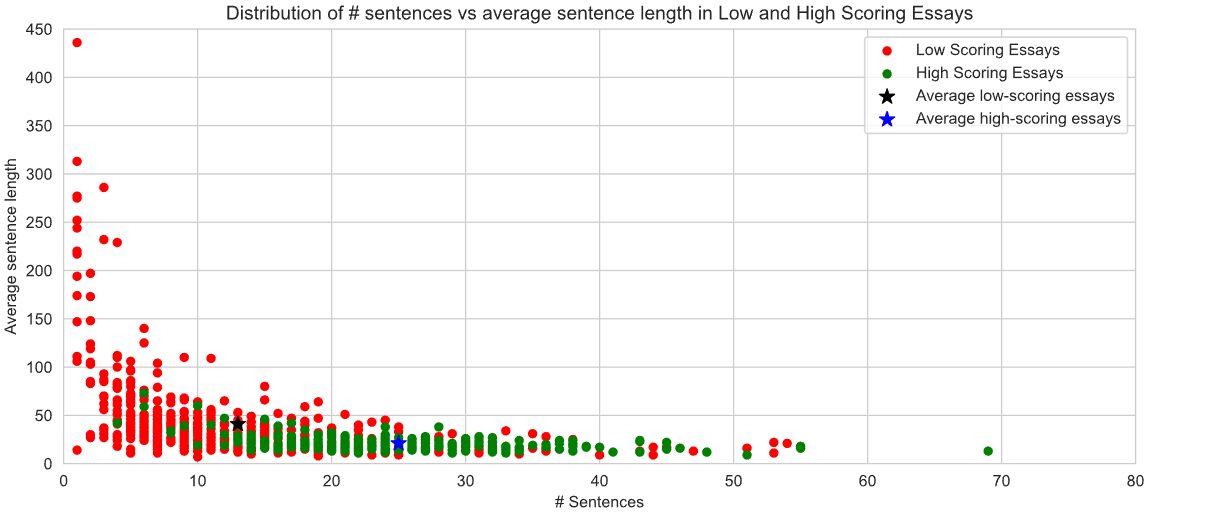 Distribution of # sentences vs average sentence length in Low and High Scoring Essays
Low Scoring Essays
High Scoring Essays
Average low-scoring essays
Average high-scoring essays
Average sentence length
450
400
350
300
250
200
150
100
50
0
0 10 20 30 40 50 60 70 80
# Sentences